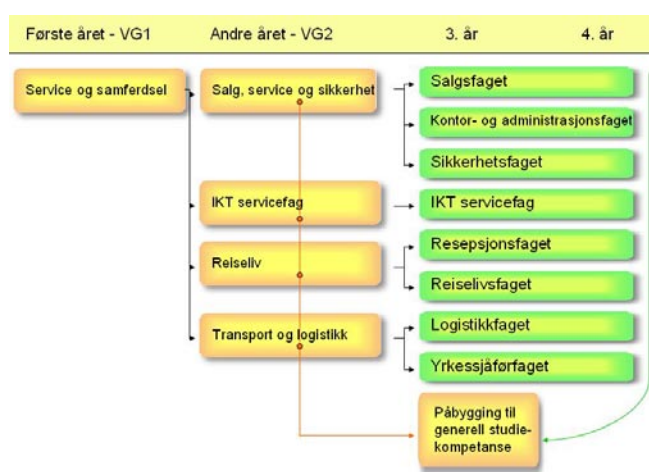 Første året - VG1
Andre året - VG2
3. år
4. år
Service og samferdsel
Salg, service og sikkerhet
Salgsfaget
Kontor- og administrasjonsfaget
Sikkerhetsfaget
IKT servicefag
IKT servicefag
Reiseliv
Resepsjonsfaget
Reiselivsfaget
Transport og logistikk
Logistikkfaget
Yrkessjåførfaget
Påbygging til
generell studie-
kompetanse